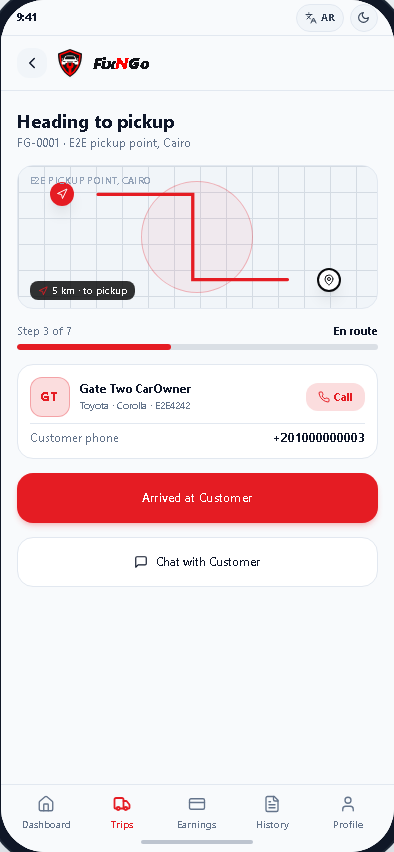 9:41
AR
FixNGo
Heading to pickup
FG-0001 · E2E pickup point, Cairo
E2E PICKUP POINT, CAIRO
5 km · to pickup
Step 3 of 7
En route
GT
Gate Two CarOwner
Toyota · Corolla · E2E4242
Call
Customer phone
+201000000003
Arrived at Customer
Chat with Customer
Dashboard
Trips
Earnings
History
Profile